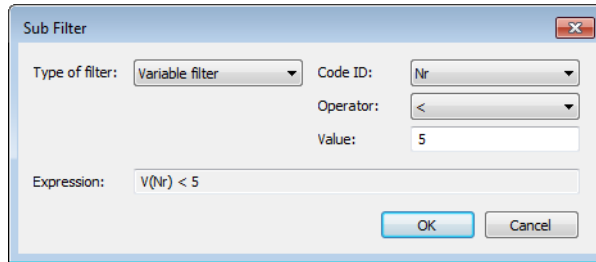 Sub Filter
Type of filter: Variable filter Code ID: Nr
Operator: <
Value: 5
Expression: V(Nr) < 5
OK Cancel